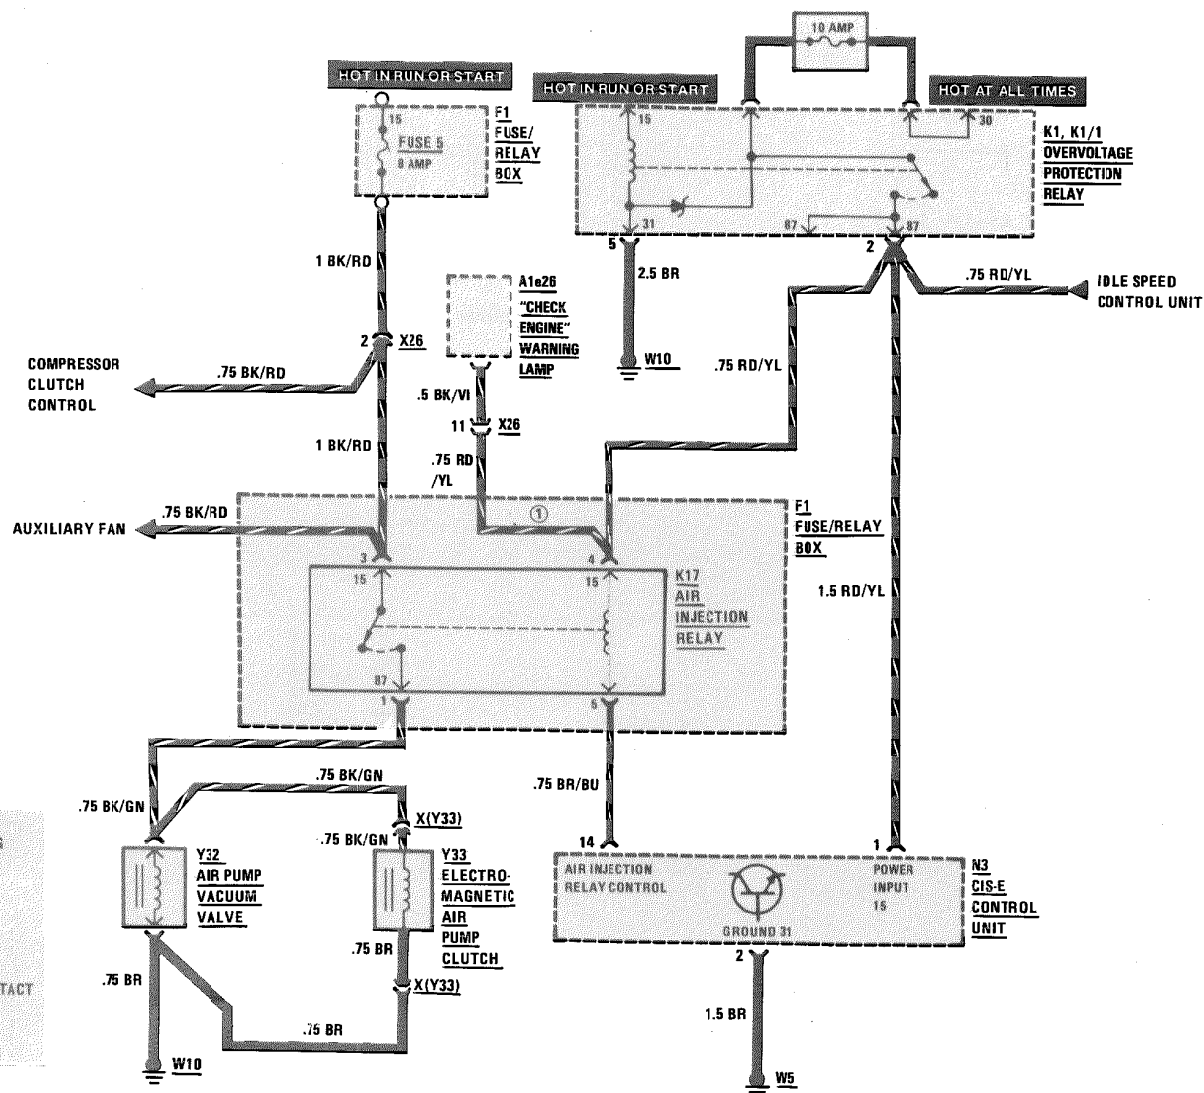 10 AMP
HOT IN RUN OR START
HOT IN RUN OR START
HOT AT ALL TIMES
15
FUSE 5
8 AMP
F1
FUSE/
RELAY
BOX
15
30
K1, K1/1
OVERVOLTAGE
PROTECTION
RELAY
31
87
87
5
2
1 BK/RD
2.5 BR
.75 RD/YL
IDLE SPEED
CONTROL UNIT
A1e26
"CHECK
ENGINE"
WARNING
LAMP
2
X26
W10
.75 RD/YL
COMPRESSOR
CLUTCH
CONTROL
.75 BK/RD
.5 BK/VI
11
X26
1 BK/RD
.75 RD
/YL
AUXILIARY FAN
.75 BK/RD
1
F1
FUSE/RELAY
BOX
3
4
15
15
K17
AIR
INJECTION
RELAY
1.5 RD/YL
87
1
5
.75 BK/GN
.75 BK/GN
.75 BR/BU
X(Y33)
.75 BK/GN
14
1
Y32
AIR PUMP
VACUUM
VALVE
Y33
ELECTRO-
MAGNETIC
AIR
PUMP
CLUTCH
AIR INJECTION
RELAY CONTROL
POWER
INPUT
15
GROUND 31
N3
CIS-E
CONTROL
UNIT
.75 BR
2
.75 BR
X(Y33)
TACT
1.5 BR
.75 BR
W10
W5